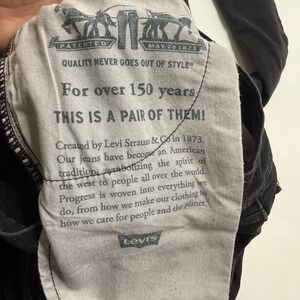 PATENTED MAY 20 1873
QUALITY NEVER GOES OUT OF STYLE™
For over 150 years
THIS IS A PAIR OF THEM!
Created by Levi Strauss & Co in 1873.
Our jeans have become an American
tradition, symbolizing the spirit of
the west to people all over the world.
Progress is woven into everything we
do, from how we make our clothing to
how we care for people and the planet.
Levi's